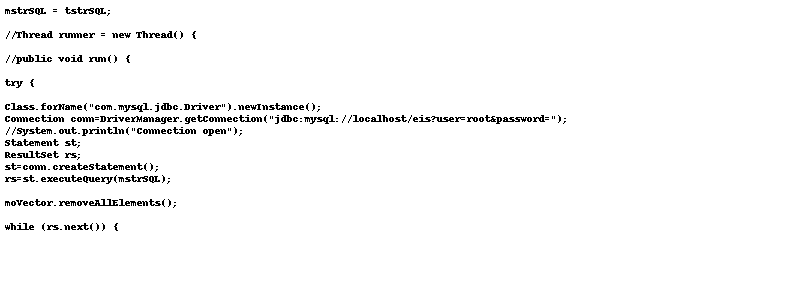 mstrSQL = tstrSQL;
//Thread runner = new Thread() {
//public void run() {
try {
Class.forName("com.mysql.jdbc.Driver").newInstance();
Connection conn=DriverManager.getConnection("jdbc:mysql://localhost/eis?user=root&password=");
//System.out.println("Connection open");
Statement st;
ResultSet rs;
st=conn.createStatement();
rs=st.executeQuery(mstrSQL);
moVector.removeAllElements();
while (rs.next()) {